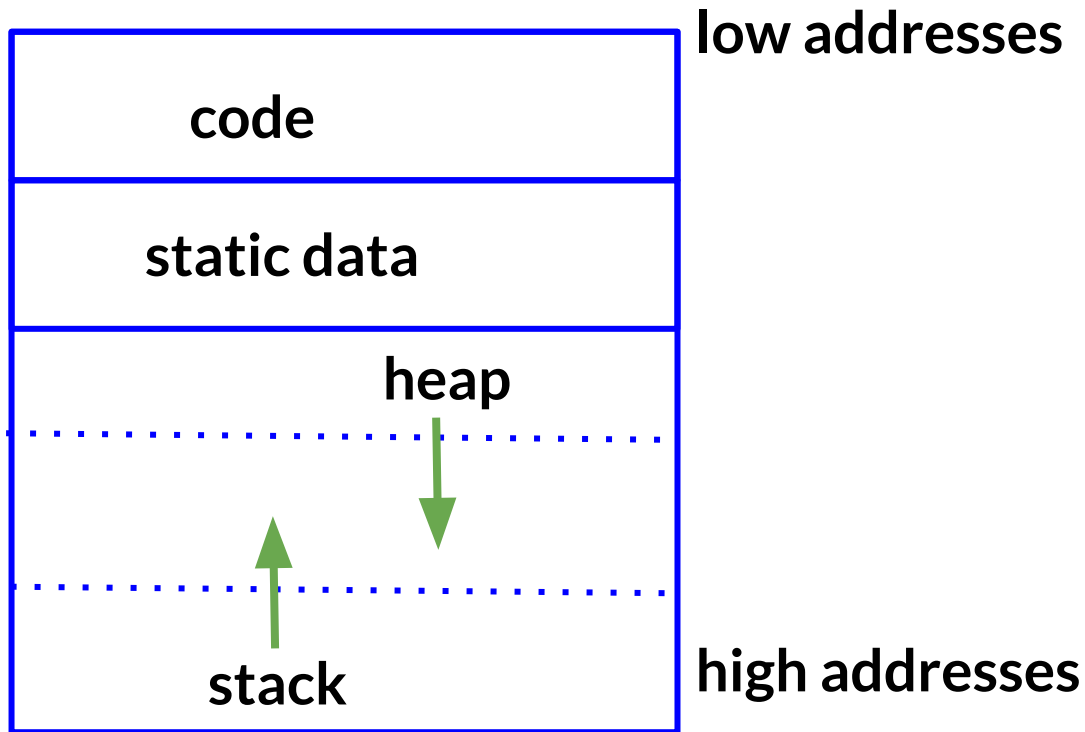 low addresses
code
static data
heap
stack
high addresses